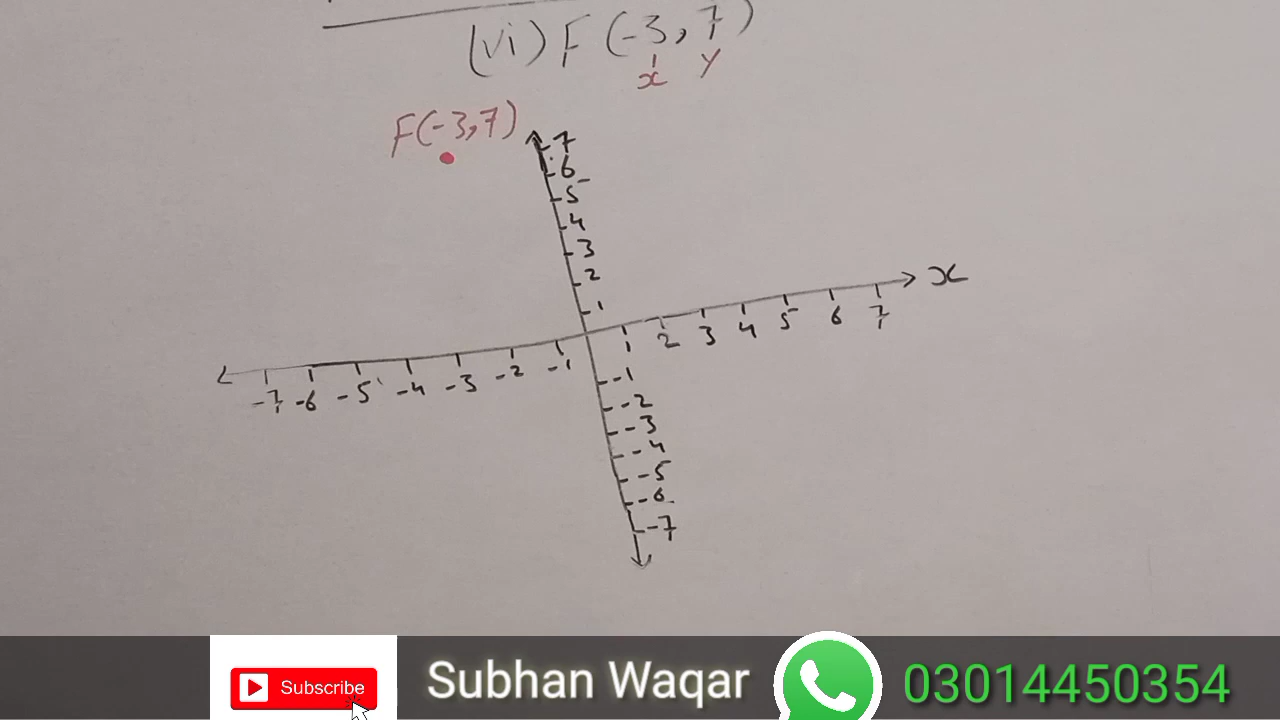 (vi) F (-3, 7)
x y
F(-3,7)
7
6
5
4
3
2
1
x
1 2 3 4 5 6 7
-7 -6 -5 -4 -3 -2 -1
-1
-2
-3
-4
-5
-6
-7
Subscribe
Subhan Waqar
03014450354